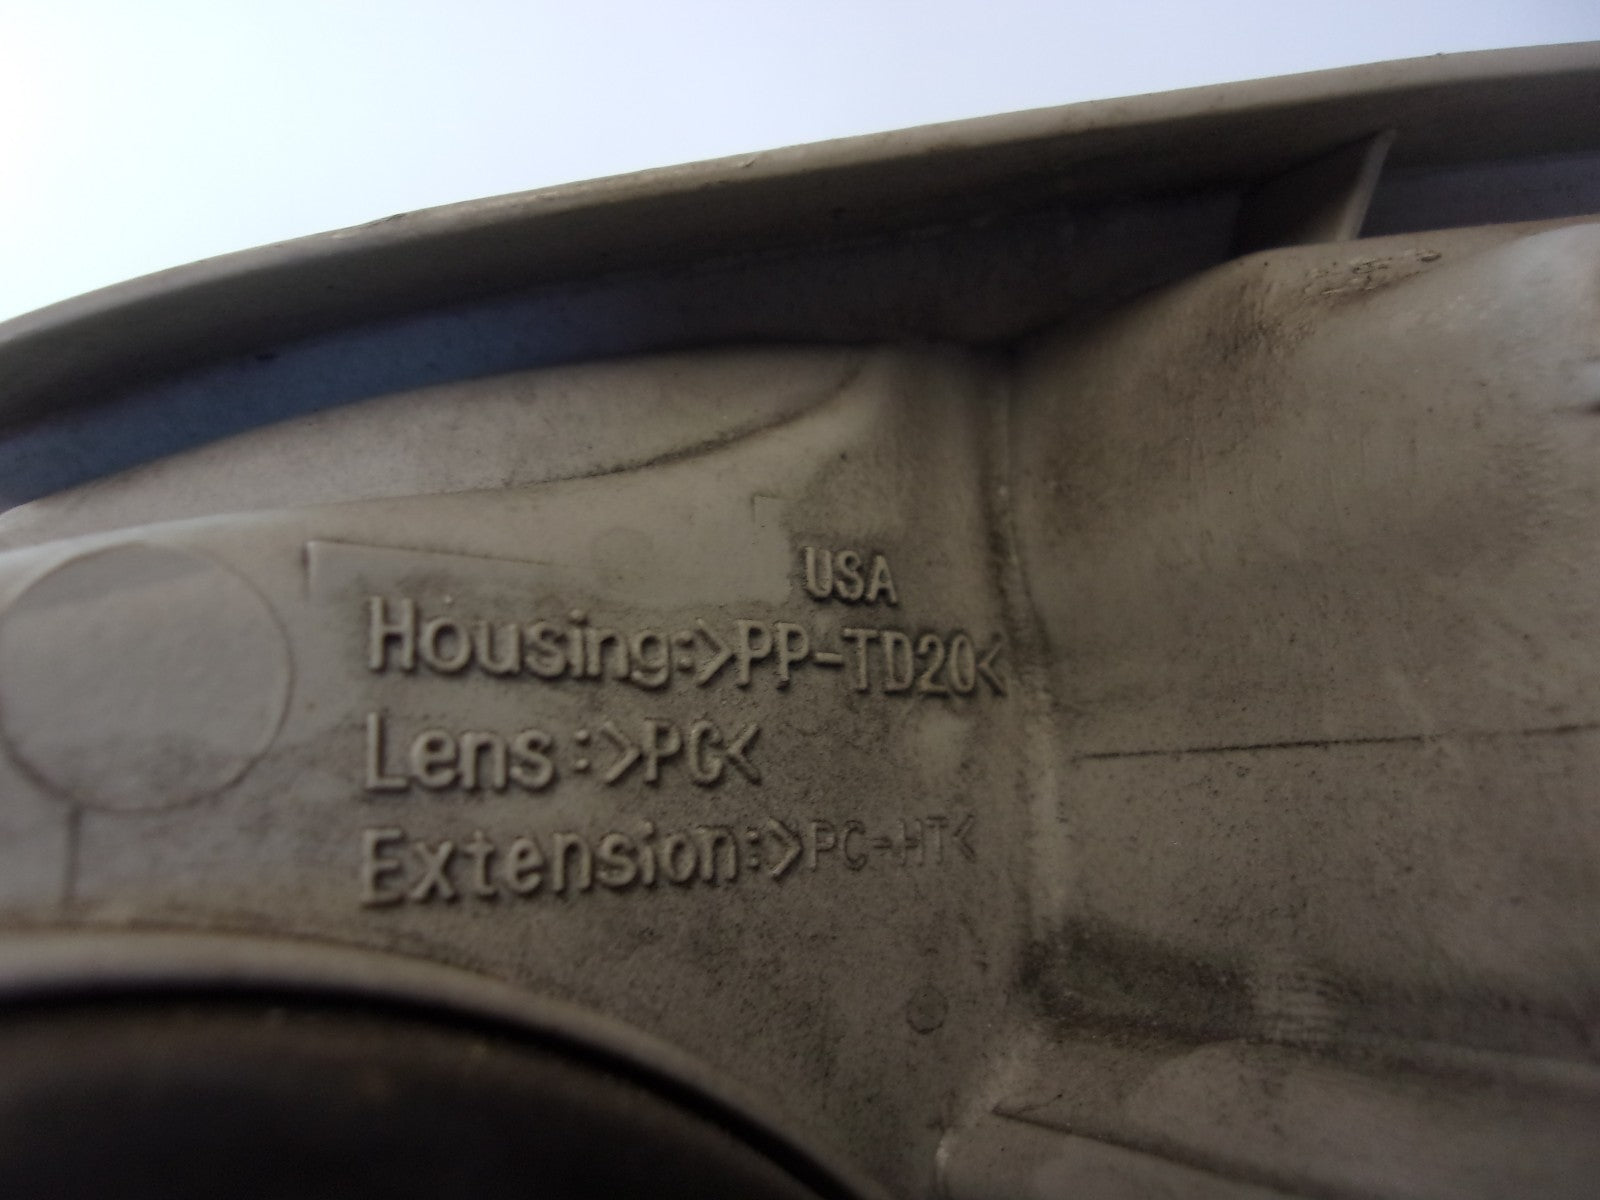 USA
Housing:>PP-TD20<
Lens:>PC<
Extension:>PC-HT<